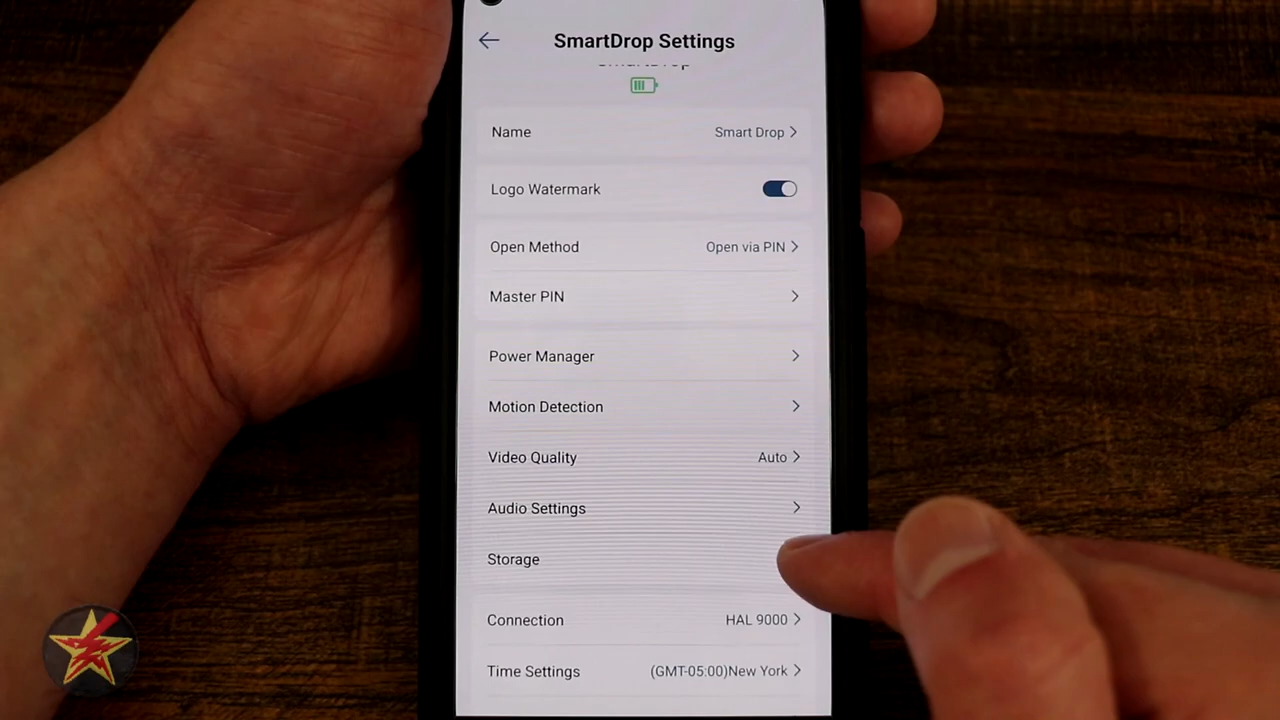 SmartDrop Settings
SmartDrop
Name Smart Drop
Logo Watermark
Open Method Open via PIN
Master PIN
Power Manager
Motion Detection
Video Quality Auto
Audio Settings
Storage
Connection HAL 9000
Time Settings (GMT-05:00)New York